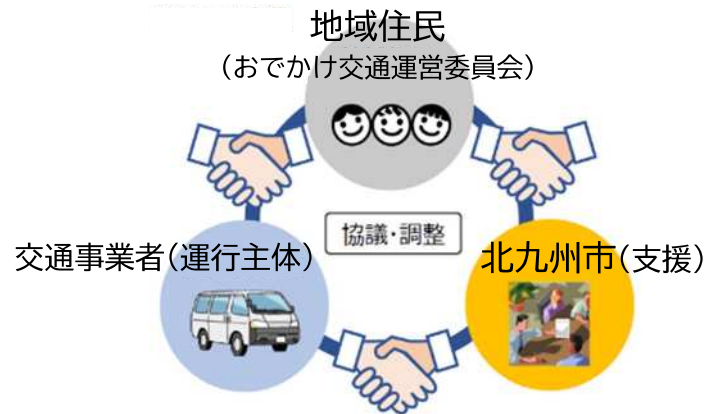 地域住民
（おでかけ交通運営委員会）
協議・調整
交通事業者(運行主体)
北九州市(支援)